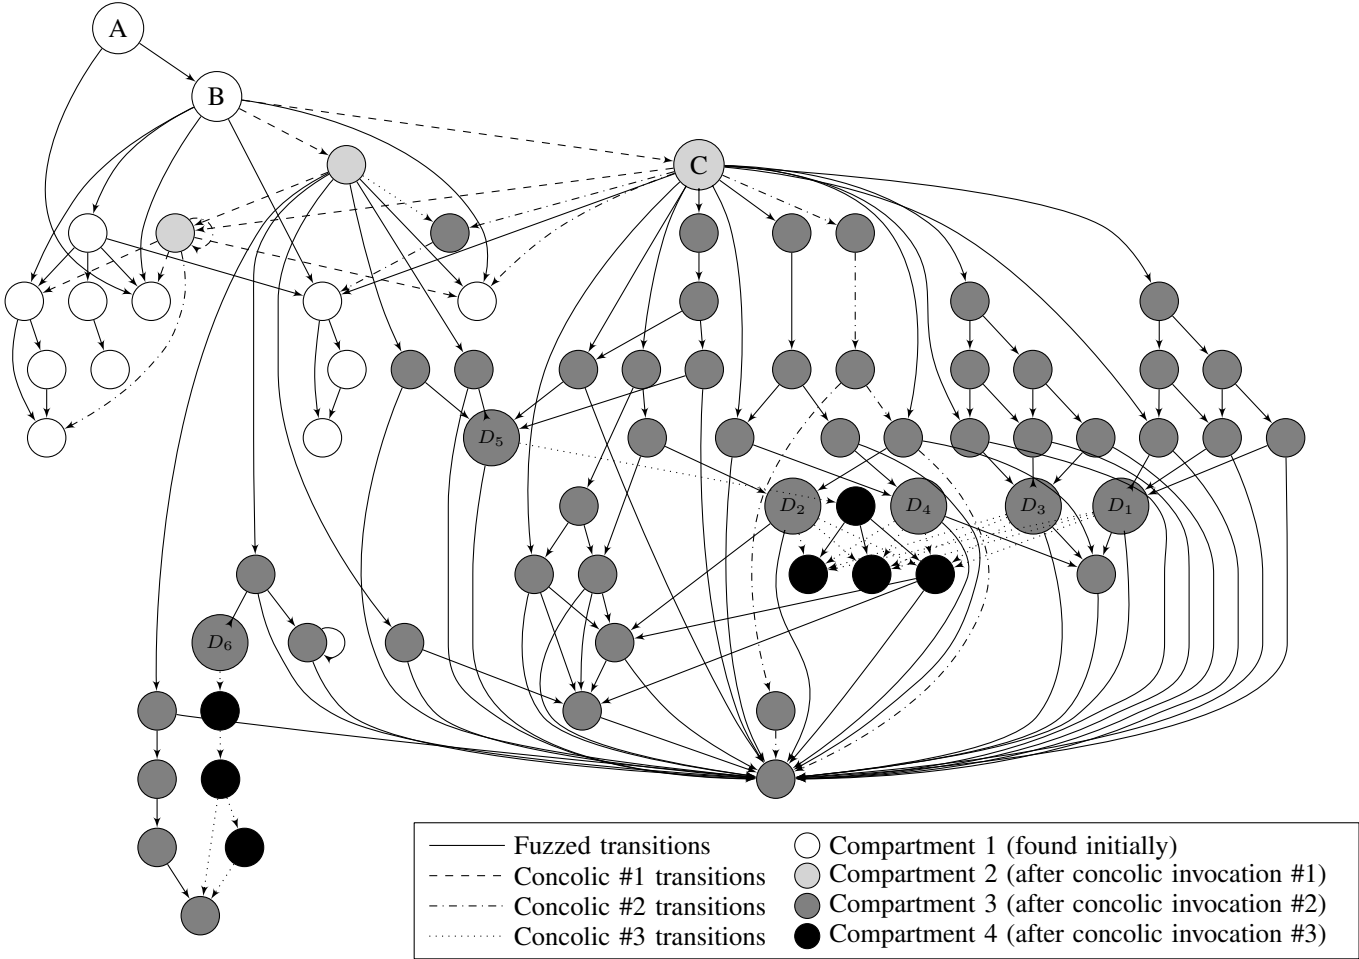 A
B
C
D5
D2
D4
D3
D1
D6
Fuzzed transitions
Concolic #1 transitions
Concolic #2 transitions
Concolic #3 transitions
Compartment 1 (found initially)
Compartment 2 (after concolic invocation #1)
Compartment 3 (after concolic invocation #2)
Compartment 4 (after concolic invocation #3)